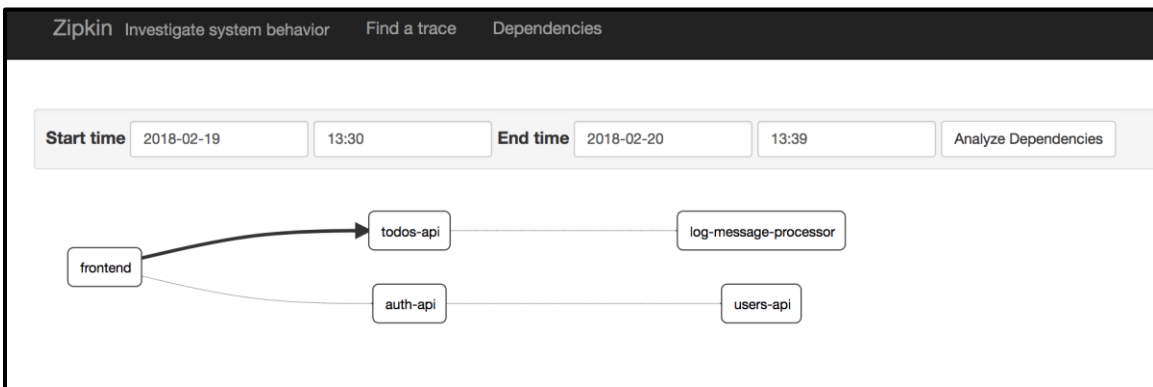 Zipkin Investigate system behavior Find a trace Dependencies
Start time 2018-02-19 13:30 End time 2018-02-20 13:39 Analyze Dependencies
todos-api log-message-processor
frontend
auth-api users-api